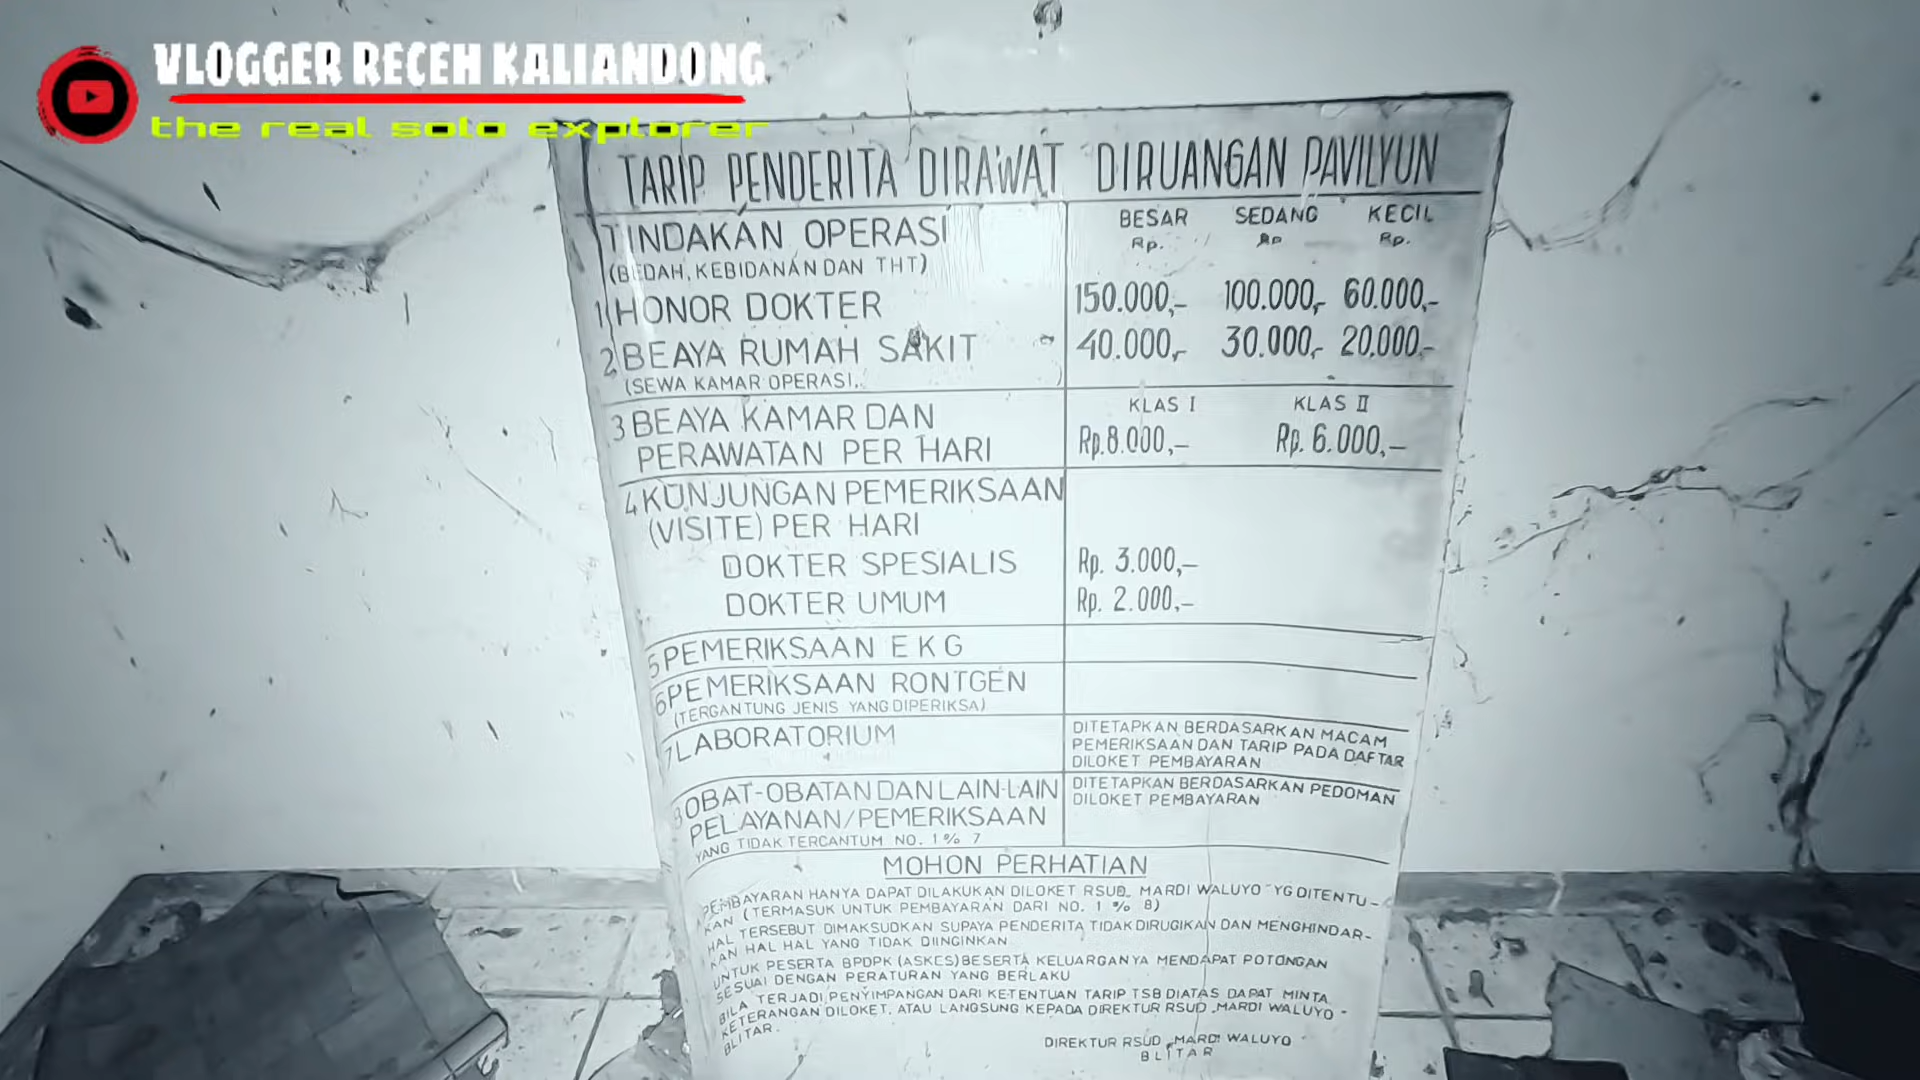 VLOGGER RECEH KALIANDONG
the real solo explorer
TARIP PENDERITA DIRAWAT DIRUANGAN PAVILYUN
TINDAKAN OPERASI BESAR SEDANG KECIL
Rp. Rp Rp.
(BEDAH, KEBIDANAN DAN THT)
1 HONOR DOKTER 150.000,- 100.000,- 60.000,-
2 BEAYA RUMAH SAKIT 40.000,- 30.000,- 20.000.-
(SEWA KAMAR OPERASI.. )
3 BEAYA KAMAR DAN KLAS I KLAS II
PERAWATAN PER HARI Rp.8.000,- Rp. 6.000,-
4 KUNJUNGAN PEMERIKSAAN
(VISITE) PER HARI
DOKTER SPESIALIS Rp. 3.000,-
DOKTER UMUM Rp. 2.000,-
5 PEMERIKSAAN E K G
6 PEMERIKSAAN RONTGEN
(TERGANTUNG JENIS YANG DIPERIKSA)
7 LABORATORIUM DITETAPKAN BERDASARKAN MACAM
PEMERIKSAAN DAN TARIP PADA DAFTAR
DILOKET PEMBAYARAN
8 OBAT-OBATAN DAN LAIN-LAIN DITETAPKAN BERDASARKAN PEDOMAN
PELAYANAN/PEMERIKSAAN DILOKET PEMBAYARAN
YANG TIDAK TERCANTUM NO. 1 % 7
MOHON PERHATIAN
PEMBAYARAN HANYA DAPAT DILAKUKAN DILOKET RSUD. MARDI WALUYO" YG DITENTU-
KAN (TERMASUK UNTUK PEMBAYARAN DARI NO. 1 % 8)
HAL TERSEBUT DIMAKSUDKAN SUPAYA PENDERITA TIDAK DIRUGIKAN DAN MENGHINDAR-
KAN HAL HAL YANG TIDAK DIINGINKAN
UNTUK PESERTA BPDPK (ASKES) BESERTA KELUARGANYA MENDAPAT POTONGAN
SESUAI DENGAN PERATURAN YANG BERLAKU
BILA TERJADI PENYIMPANGAN DARI KETENTUAN TARIP TSB DIATAS DAPAT MINTA
KETERANGAN DILOKET. ATAU LANGSUNG KEPADA DIREKTUR RSUD „MARDI WALUYO"
BLITAR.
DIREKTUR RSUD „MARDI WALUYO"
BLITAR